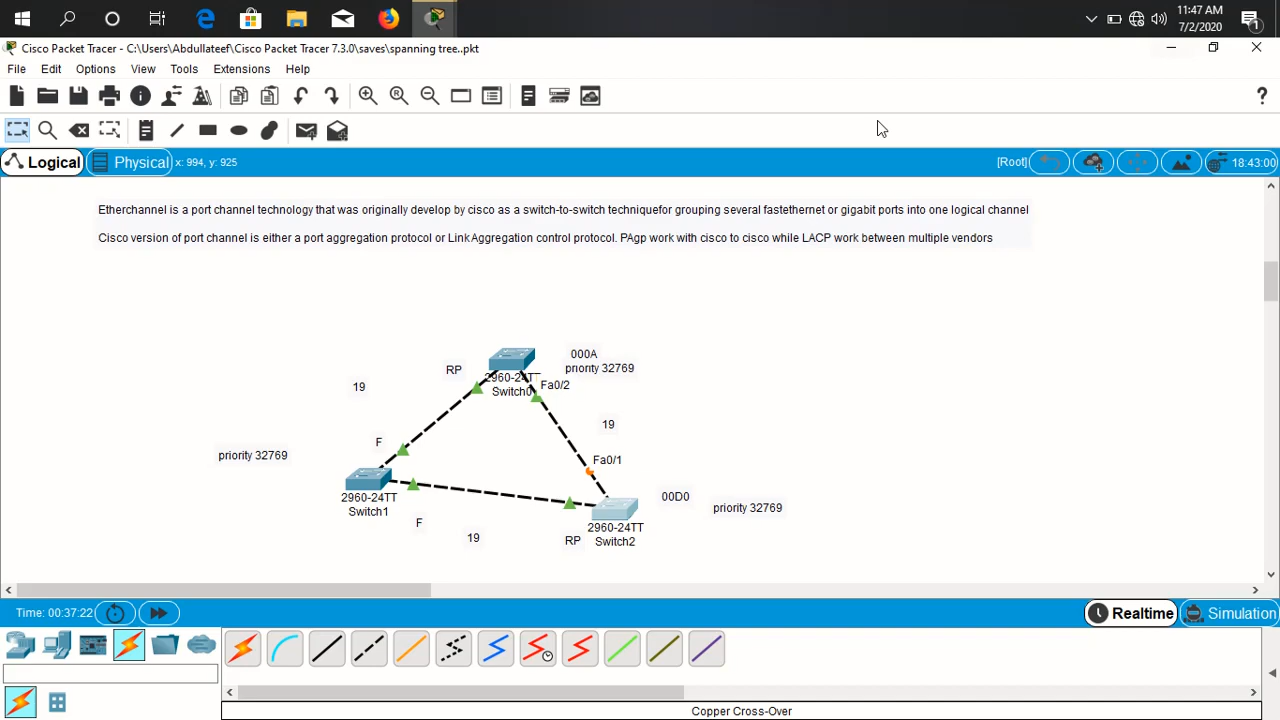 11:47 AM
7/2/2020
1
Cisco Packet Tracer - C:\Users\Abdullateef\Cisco Packet Tracer 7.3.0\saves\spanning tree..pkt
File Edit Options View Tools Extensions Help
Logical Physical x: 994, y: 925 [Root] 18:43:00
Etherchannel is a port channel technology that was originally develop by cisco as a switch-to-switch techniquefor grouping several fastethernet or gigabit ports into one logical channel
Cisco version of port channel is either a port aggregation protocol or Link Aggregation control protocol. PAgp work with cisco to cisco while LACP work between multiple vendors
000A
RP priority 32769
2960-24TT
Switch0
Fa0/2
19
19
F
priority 32769
Fa0/1
2960-24TT
Switch1
00D0
priority 32769
F
2960-24TT
Switch2
19
RP
Time: 00:37:22 Realtime Simulation
Copper Cross-Over